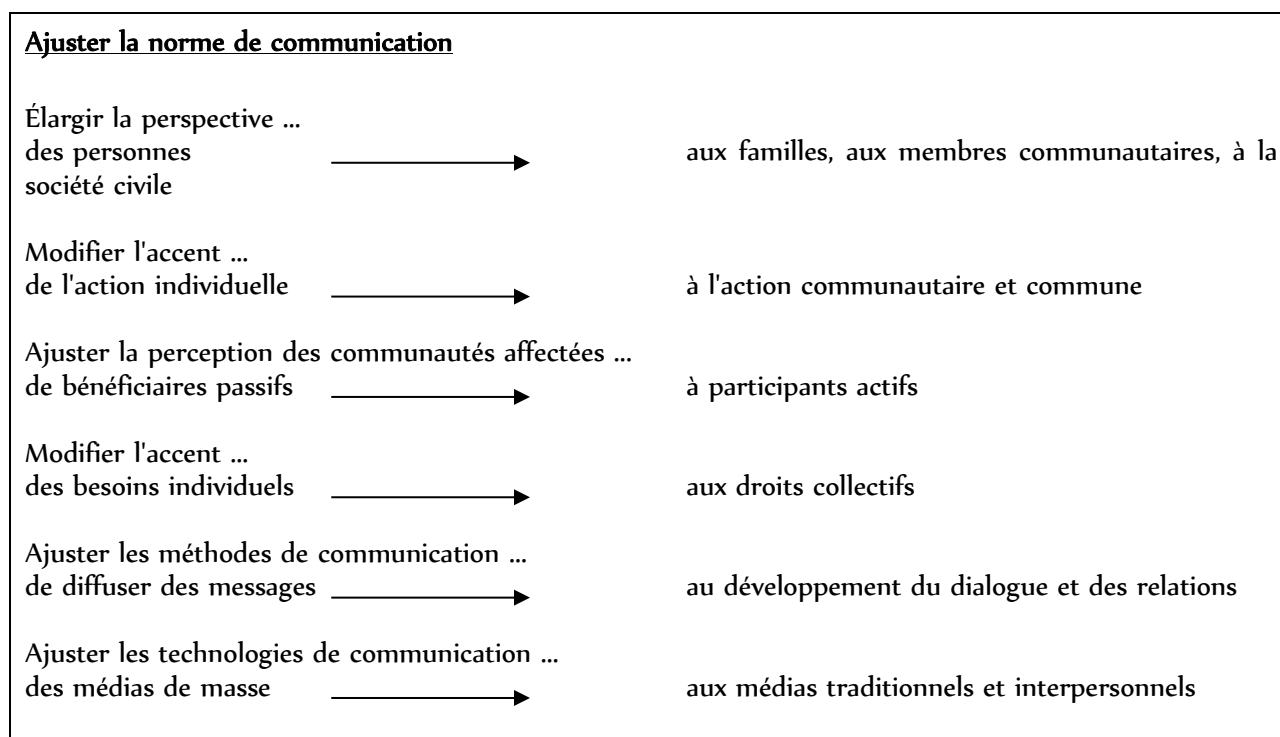 Ajuster la norme de communication
Élargir la perspective ...
des personnes aux familles, aux membres communautaires, à la
société civile
Modifier l'accent ...
de l'action individuelle à l'action communautaire et commune
Ajuster la perception des communautés affectées ...
de bénéficiaires passifs à participants actifs
Modifier l'accent ...
des besoins individuels aux droits collectifs
Ajuster les méthodes de communication ...
de diffuser des messages au développement du dialogue et des relations
Ajuster les technologies de communication ...
des médias de masse aux médias traditionnels et interpersonnels